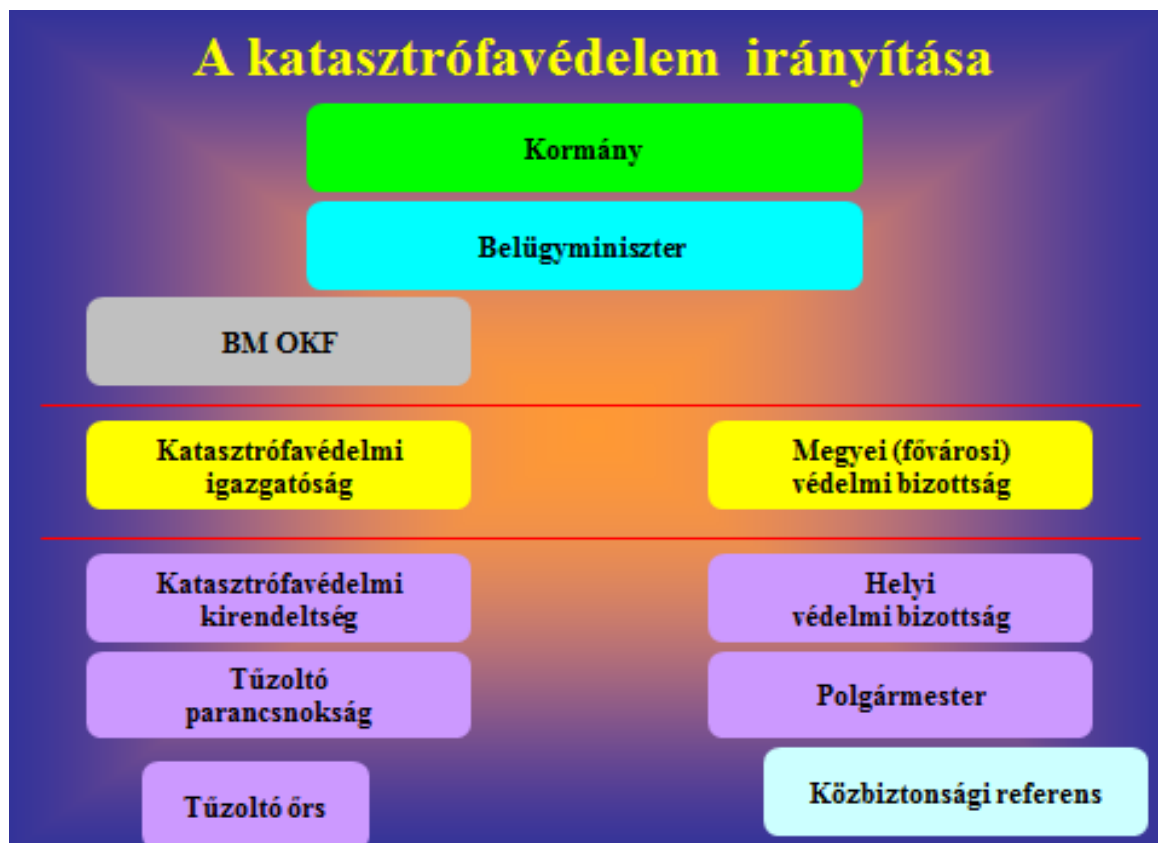 A katasztrófavédelem irányítása
Kormány
Belügyminiszter
BM OKF
Katasztrófavédelmi
igazgatóság
Megyei (fővárosi)
védelmi bizottság
Katasztrófavédelmi
kirendeltség
Helyi
védelmi bizottság
Tűzoltó
parancsnokság
Polgármester
Tűzoltó őrs
Közbiztonsági referens